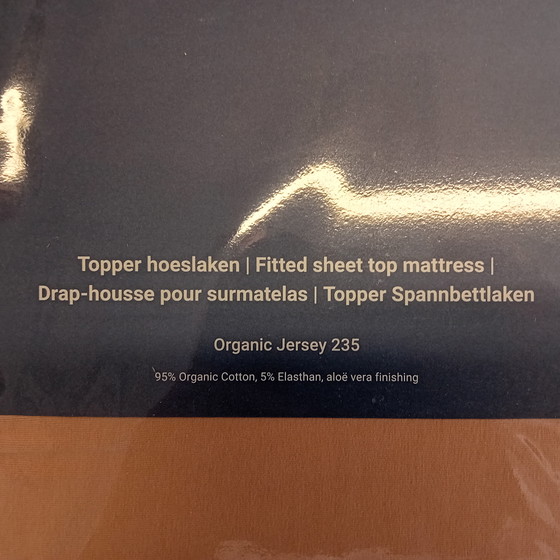 Topper hoeslaken | Fitted sheet top mattress |
Drap-housse pour surmatelas | Topper Spannbettlaken
Organic Jersey 235
95% Organic Cotton, 5% Elasthan, aloë vera finishing